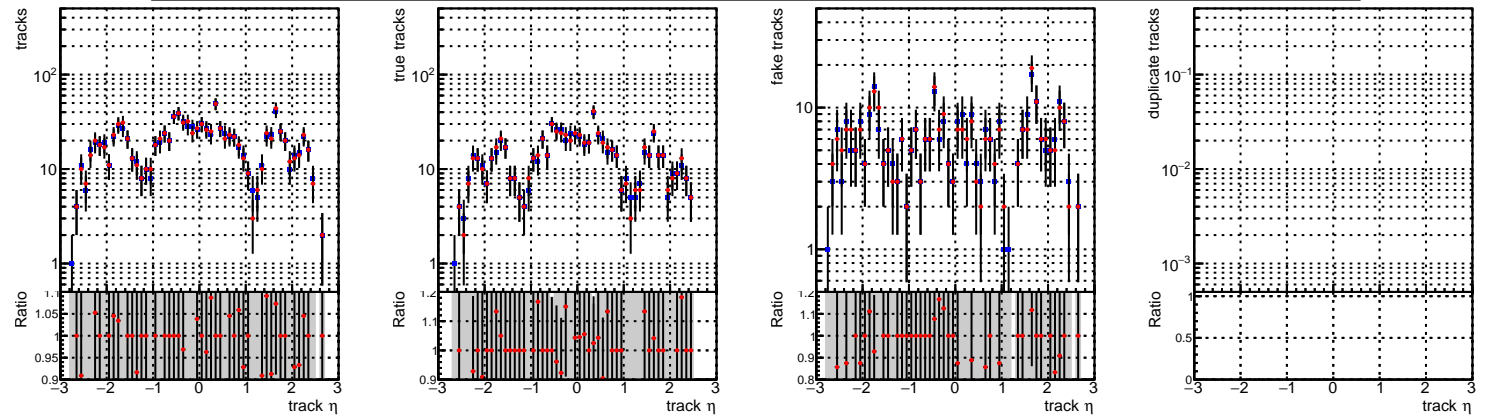 tracks
10²
10
1
Ratio
1.1
1.05
1
0.95
0.9
−3 −2 −1 0 1 2 3
track η
true tracks
10²
10
1
Ratio
1.2
1.1
1
0.9
−3 −2 −1 0 1 2 3
track η
fake tracks
10
1
Ratio
1.2
1.1
1
0.9
0.8
−3 −2 −1 0 1 2 3
track η
duplicate tracks
10⁻¹
10⁻²
10⁻³
Ratio
1
0.5
0
−3 −2 −1 0 1 2 3
track η